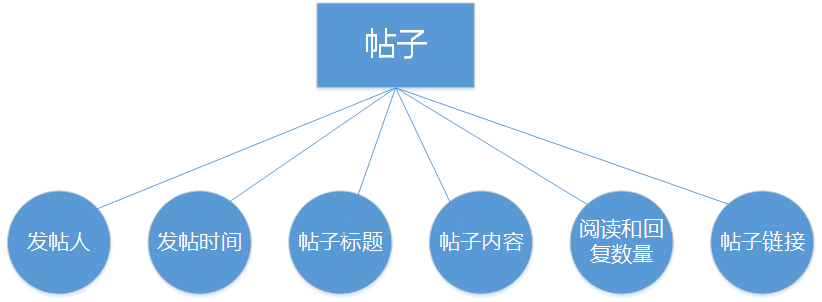 帖子
发帖人
发帖时间
帖子标题
帖子内容
阅读和回
复数量
帖子链接